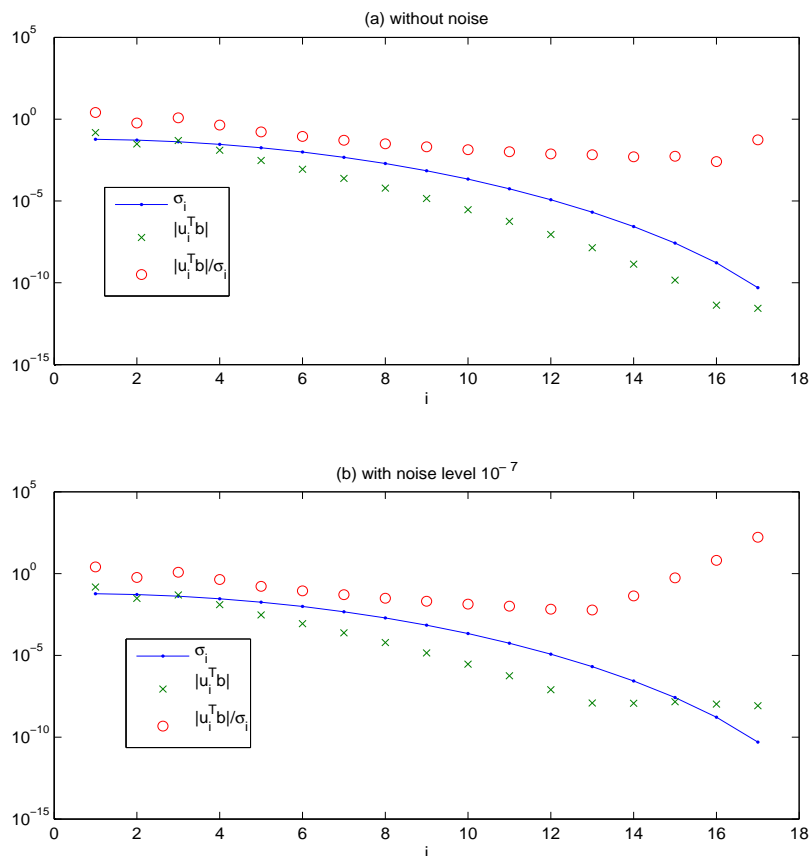 (a) without noise
10^5
10^0
10^−5
10^−10
10^−15
σ_i
|u_i^T b|
|u_i^T b|/σ_i
0 2 4 6 8 10 12 14 16 18
i
(b) with noise level 10^−7
10^5
10^0
10^−5
10^−10
10^−15
σ_i
|u_i^T b|
|u_i^T b|/σ_i
0 2 4 6 8 10 12 14 16 18
i